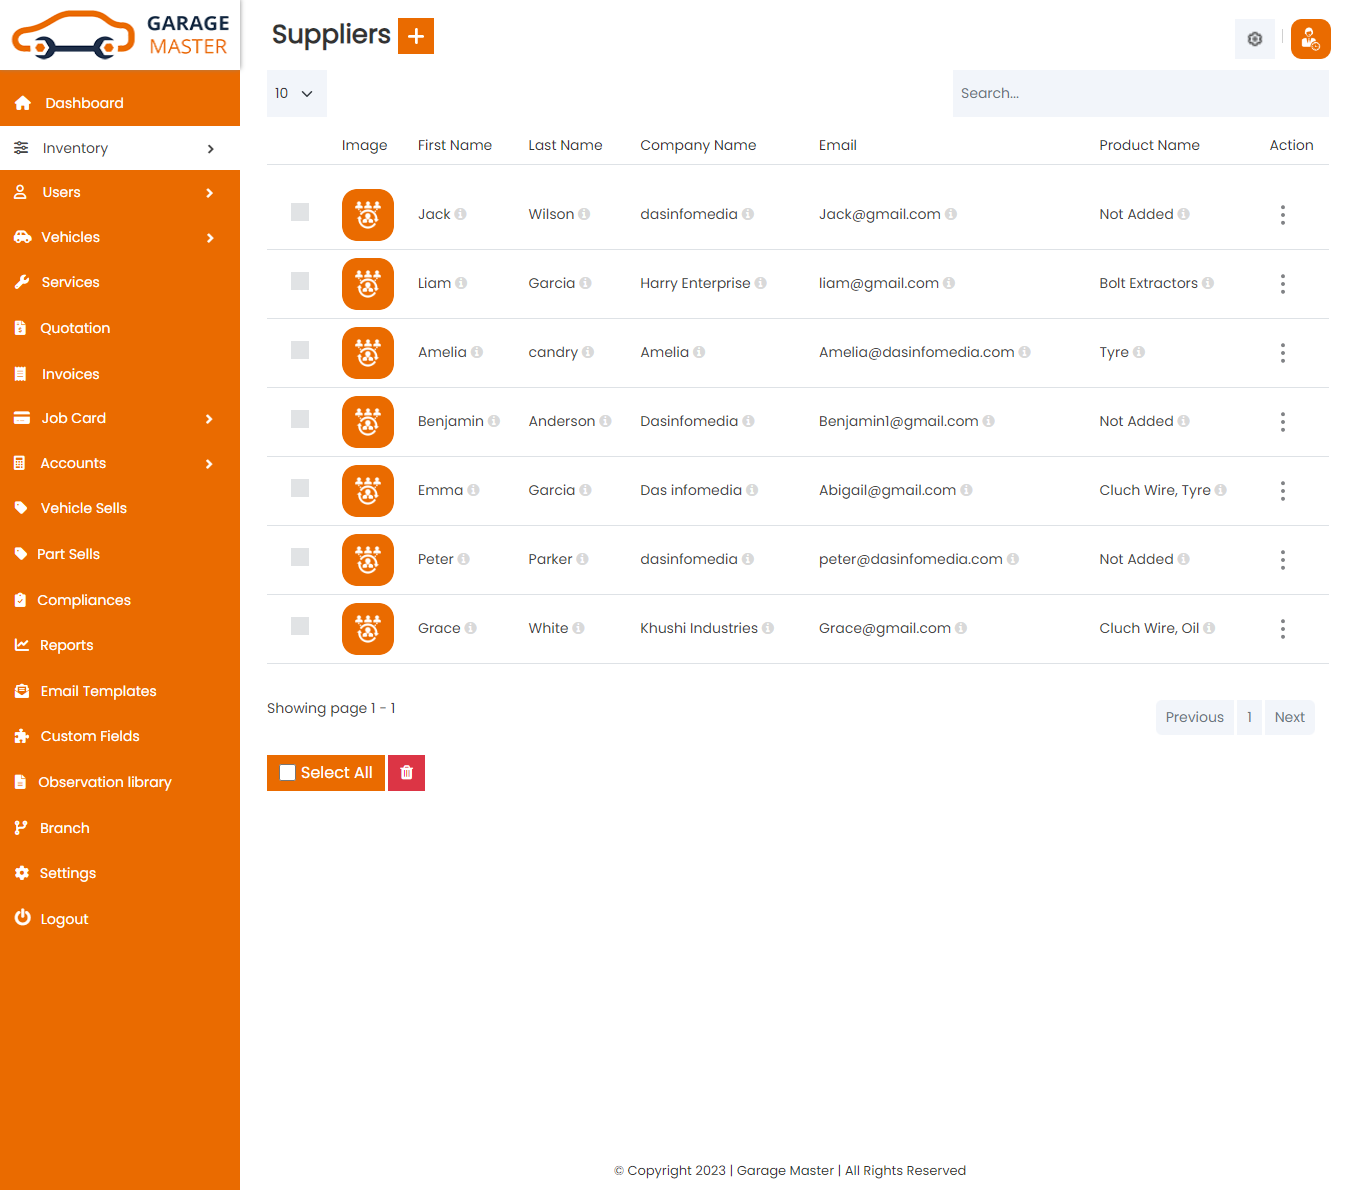 GARAGE
MASTER
Dashboard
Inventory
Users
Vehicles
Services
Quotation
Invoices
Job Card
Accounts
Vehicle Sells
Part Sells
Compliances
Reports
Email Templates
Custom Fields
Observation library
Branch
Settings
Logout
Suppliers +
10
Search...
Image First Name Last Name Company Name Email Product Name Action
Jack Wilson dasinfomedia Jack@gmail.com Not Added
Liam Garcia Harry Enterprise liam@gmail.com Bolt Extractors
Amelia candry Amelia Amelia@dasinfomedia.com Tyre
Benjamin Anderson Dasinfomedia Benjamin1@gmail.com Not Added
Emma Garcia Das infomedia Abigail@gmail.com Cluch Wire, Tyre
Peter Parker dasinfomedia peter@dasinfomedia.com Not Added
Grace White Khushi Industries Grace@gmail.com Cluch Wire, Oil
Showing page 1 - 1
Previous 1 Next
Select All
© Copyright 2023 | Garage Master | All Rights Reserved